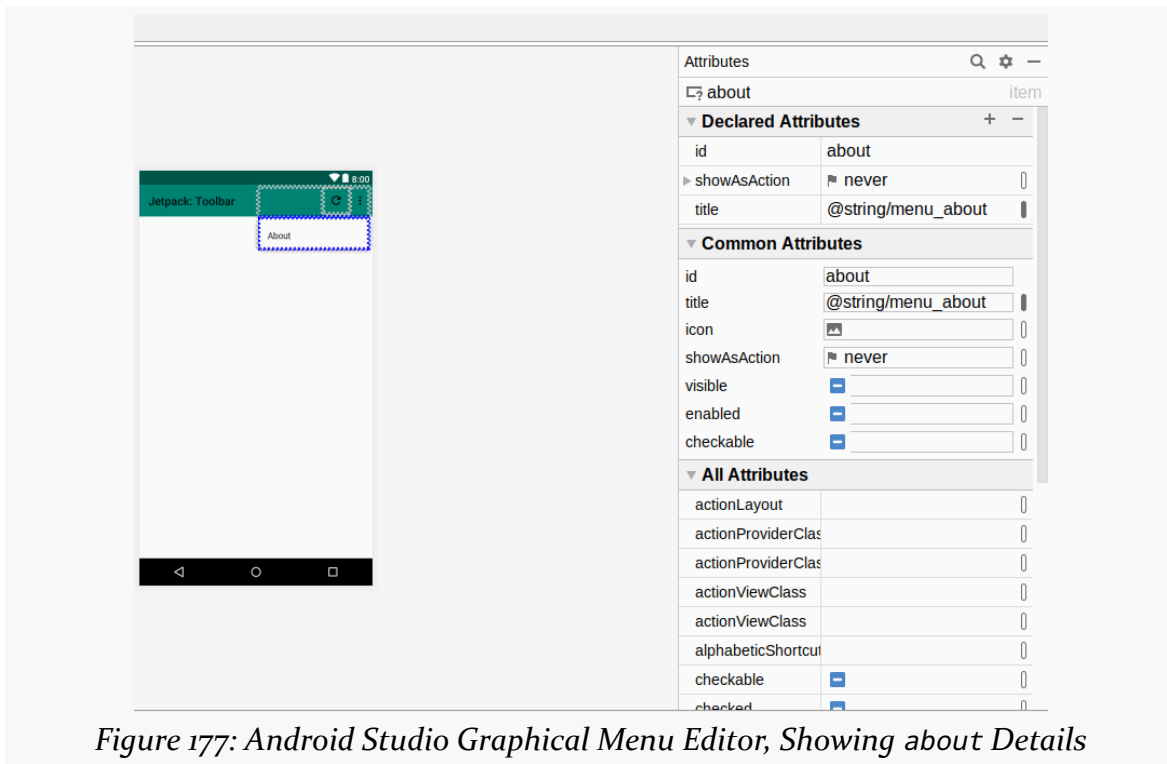 Attributes
about item
Declared Attributes
id about
showAsAction never
title @string/menu_about
Common Attributes
id about
title @string/menu_about
icon
showAsAction never
visible
enabled
checkable
All Attributes
actionLayout
actionProviderClas
actionProviderClas
actionViewClass
actionViewClass
alphabeticShortcut
checkable
checked
8:00
Jetpack: Toolbar
About
Figure 177: Android Studio Graphical Menu Editor, Showing about Details